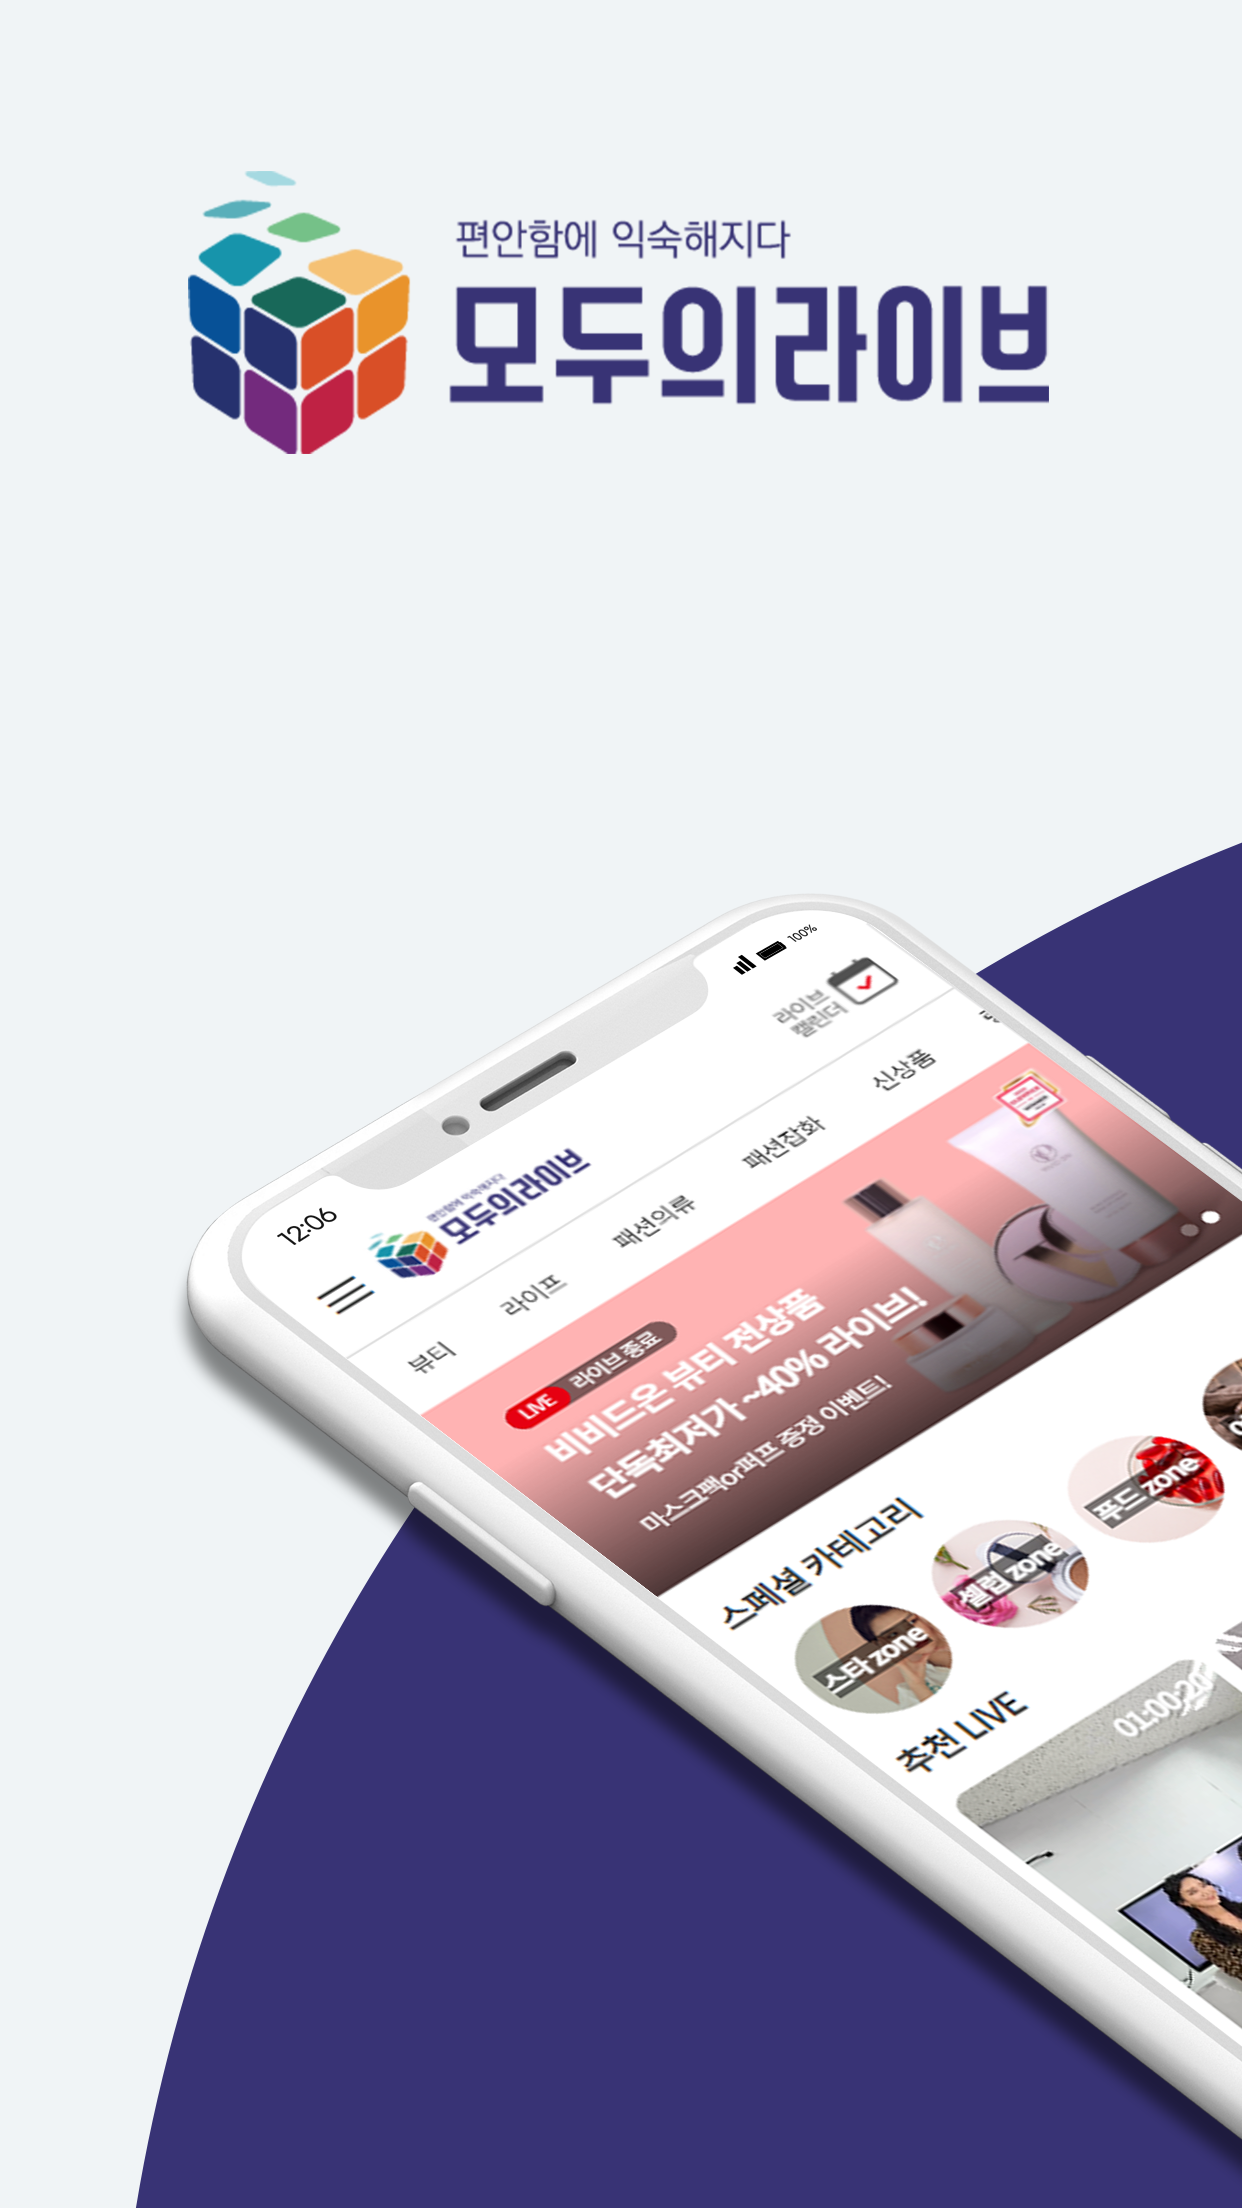 편안함에 익숙해지다
모두의라이브
12:06
100%
편안함에 익숙해지다
모두의라이브
라이브
캘린더
뷰티
라이프
패션의류
패션잡화
신상품
LIVE 라이브 종료
비비드온 뷰티 전상품
단독최저가 ~40% 라이브!
마스크팩or퍼프 증정 이벤트!
스페셜 카테고리
스타 zone
셀럽 zone
푸드 zone
추천 LIVE
01:00:20